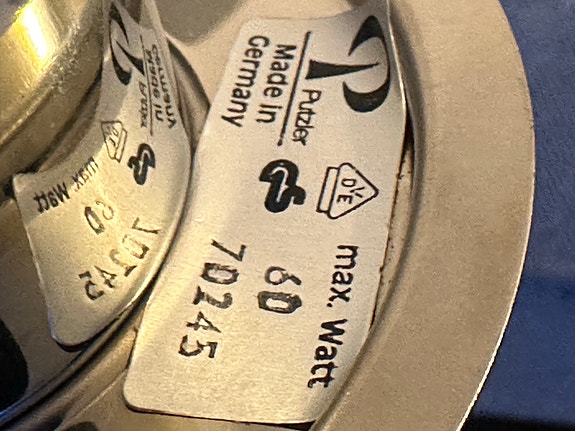 P
Putzler
Made in
Germany
max. Watt
60
70245